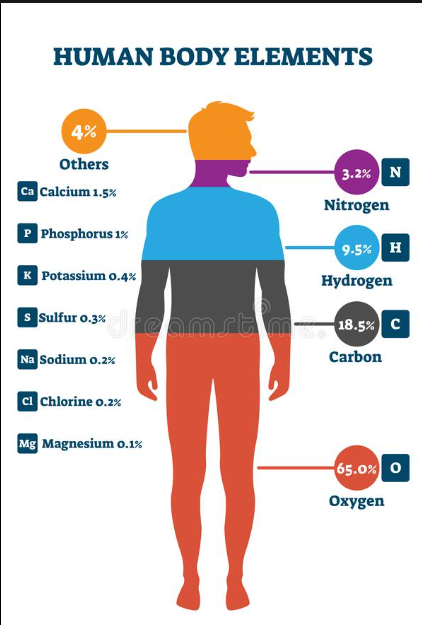 HUMAN BODY ELEMENTS
4%
Others
Ca Calcium 1.5%
P Phosphorus 1%
K Potassium 0.4%
S Sulfur 0.3%
Na Sodium 0.2%
Cl Chlorine 0.2%
Mg Magnesium 0.1%
3.2% N
Nitrogen
9.5% H
Hydrogen
18.5% C
Carbon
65.0% O
Oxygen
dreamstime